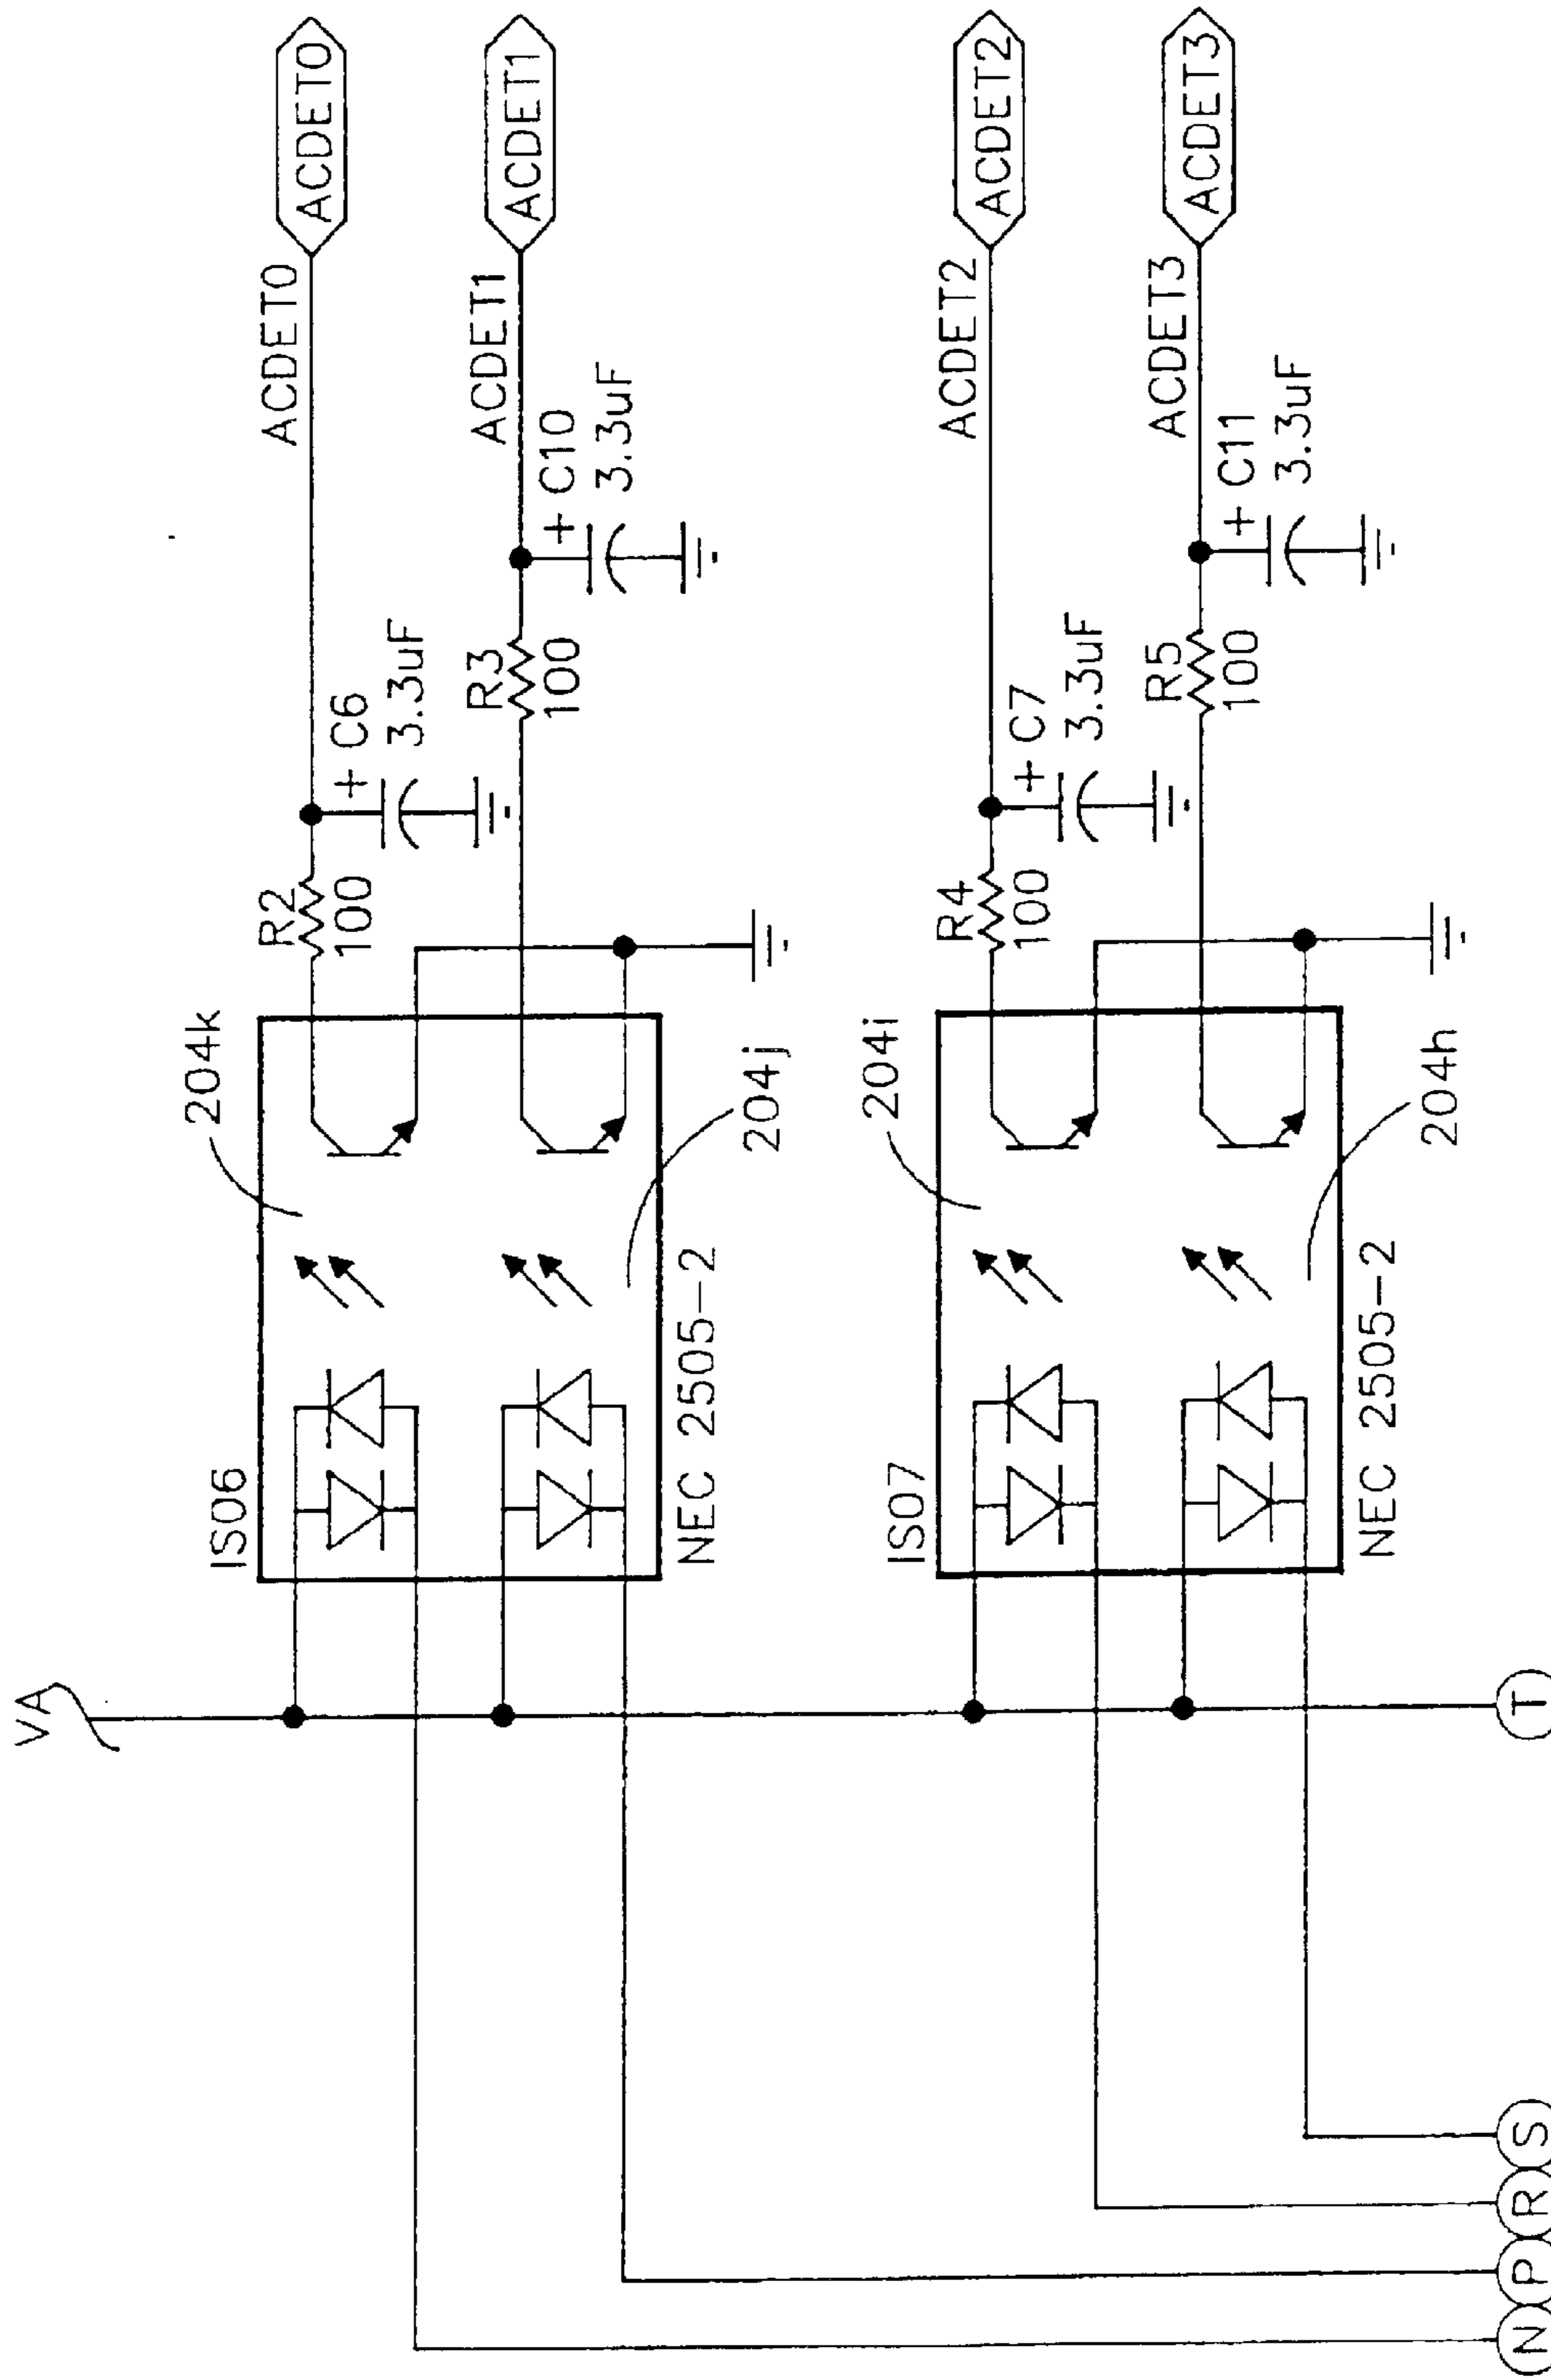 VA
ISO6
204k
R2
100
+ C6
3.3uF
ACDET0
ACDET0
R3
100
+ C10
3.3uF
ACDET1
ACDET1
204j
NEC 2505-2
ISO7
204i
R4
100
+ C7
3.3uF
ACDET2
ACDET2
R5
100
+ C11
3.3uF
ACDET3
ACDET3
204h
NEC 2505-2
N
P
R
S
T